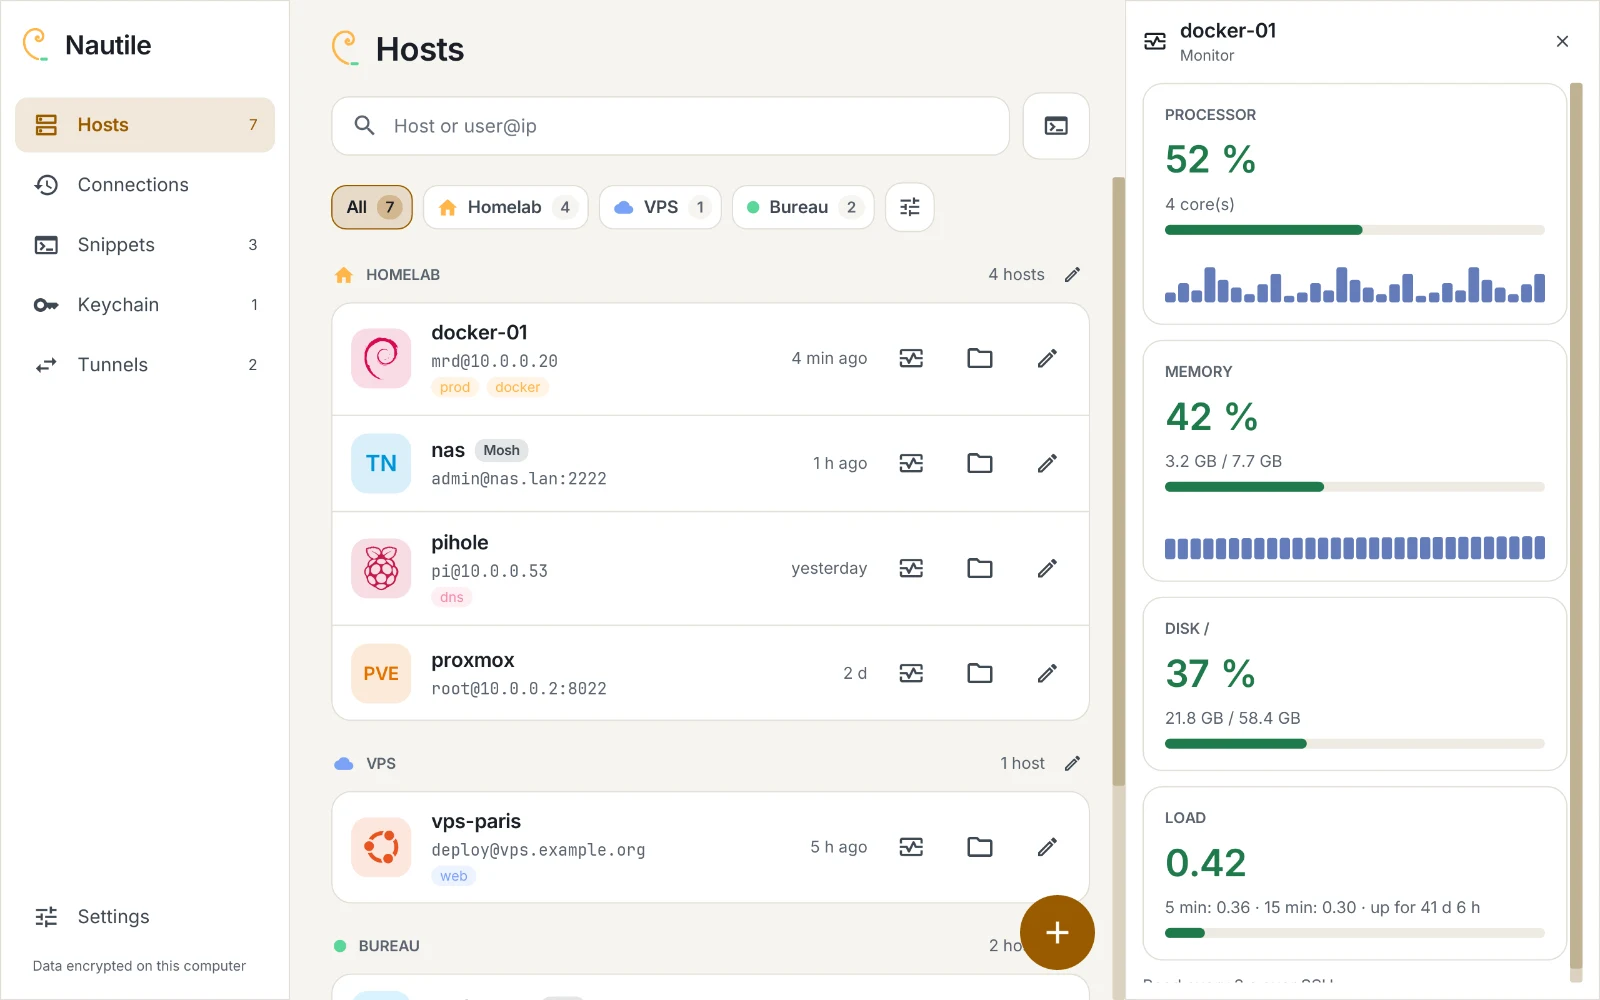 Nautile
Hosts 7
Connections
Snippets 3
Keychain 1
Tunnels 2
Settings
Data encrypted on this computer
Hosts
Host or user@ip
All 7
Homelab 4
VPS 1
Bureau 2
HOMELAB 4 hosts
docker-01
mrd@10.0.0.20
prod docker
4 min ago
TN
nas Mosh
admin@nas.lan:2222
1 h ago
pihole
pi@10.0.0.53
dns
yesterday
PVE
proxmox
root@10.0.0.2:8022
2 d
VPS 1 host
vps-paris
deploy@vps.example.org
web
5 h ago
BUREAU 2 ho
docker-01
Monitor
PROCESSOR
52 %
4 core(s)
MEMORY
42 %
3.2 GB / 7.7 GB
DISK /
37 %
21.8 GB / 58.4 GB
LOAD
0.42
5 min: 0.36 · 15 min: 0.30 · up for 41 d 6 h